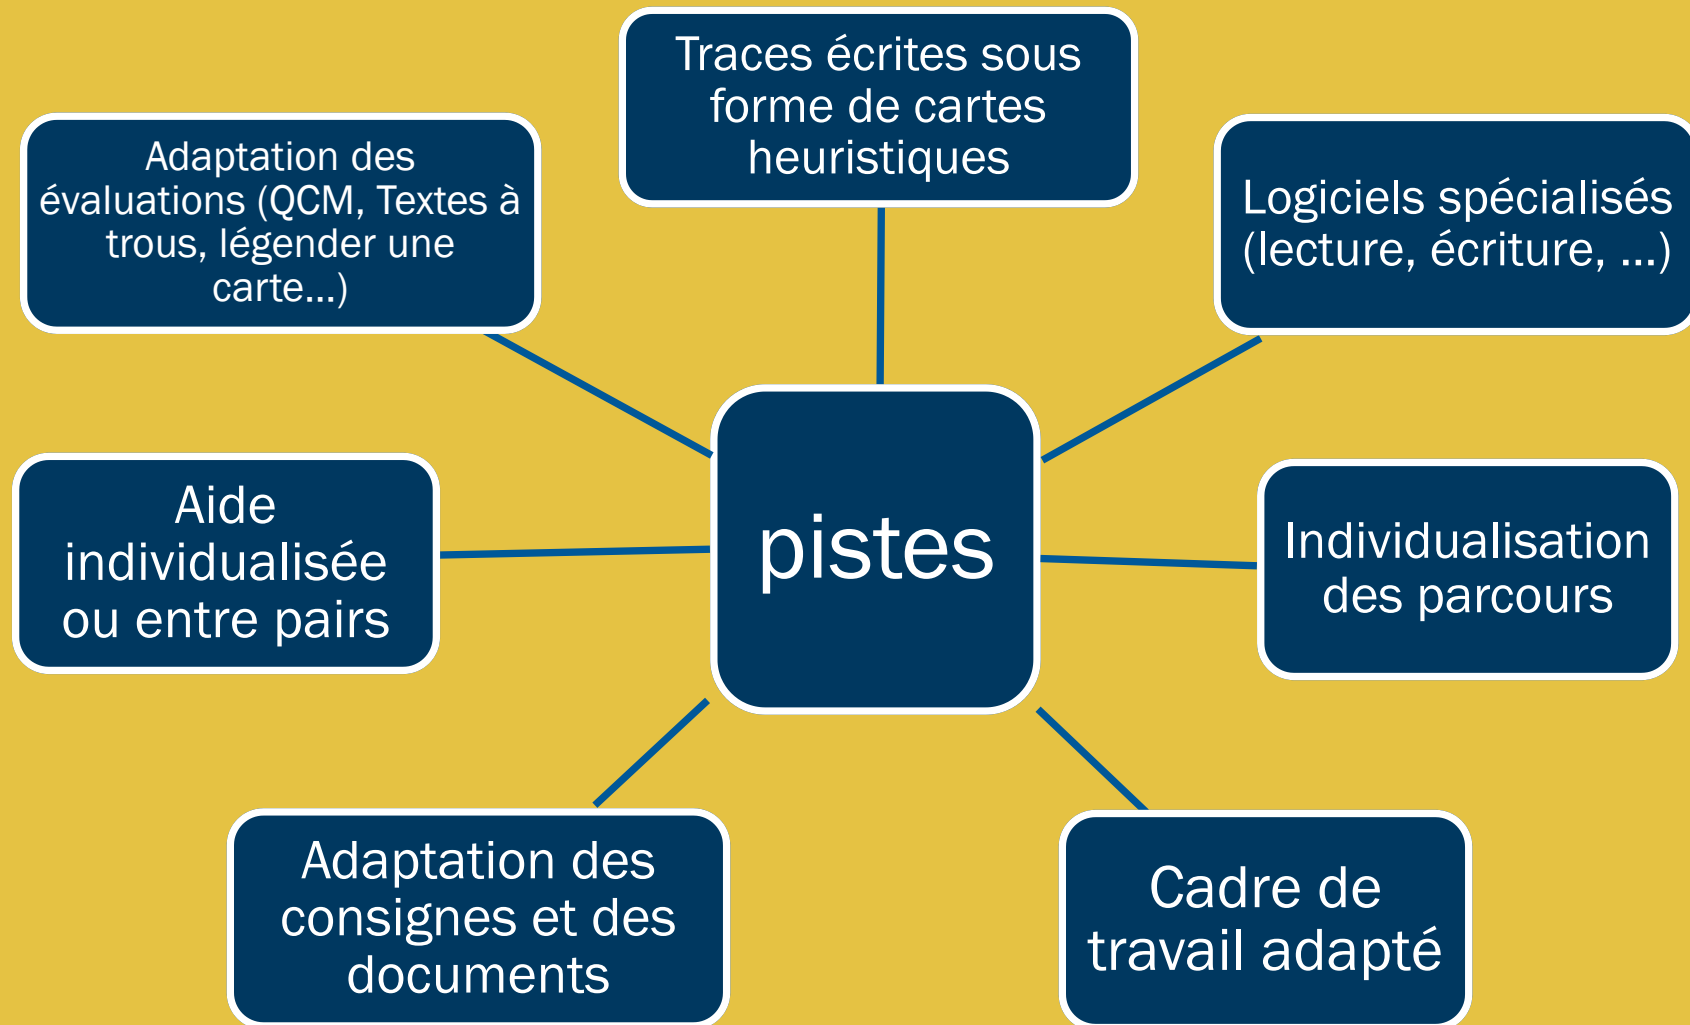 Traces écrites sous
forme de cartes
heuristiques
Adaptation des
évaluations (QCM, Textes à
trous, légender une
carte...)
Logiciels spécialisés
(lecture, écriture, ...)
Aide
individualisée
ou entre pairs
pistes
Individualisation
des parcours
Adaptation des
consignes et des
documents
Cadre de
travail adapté